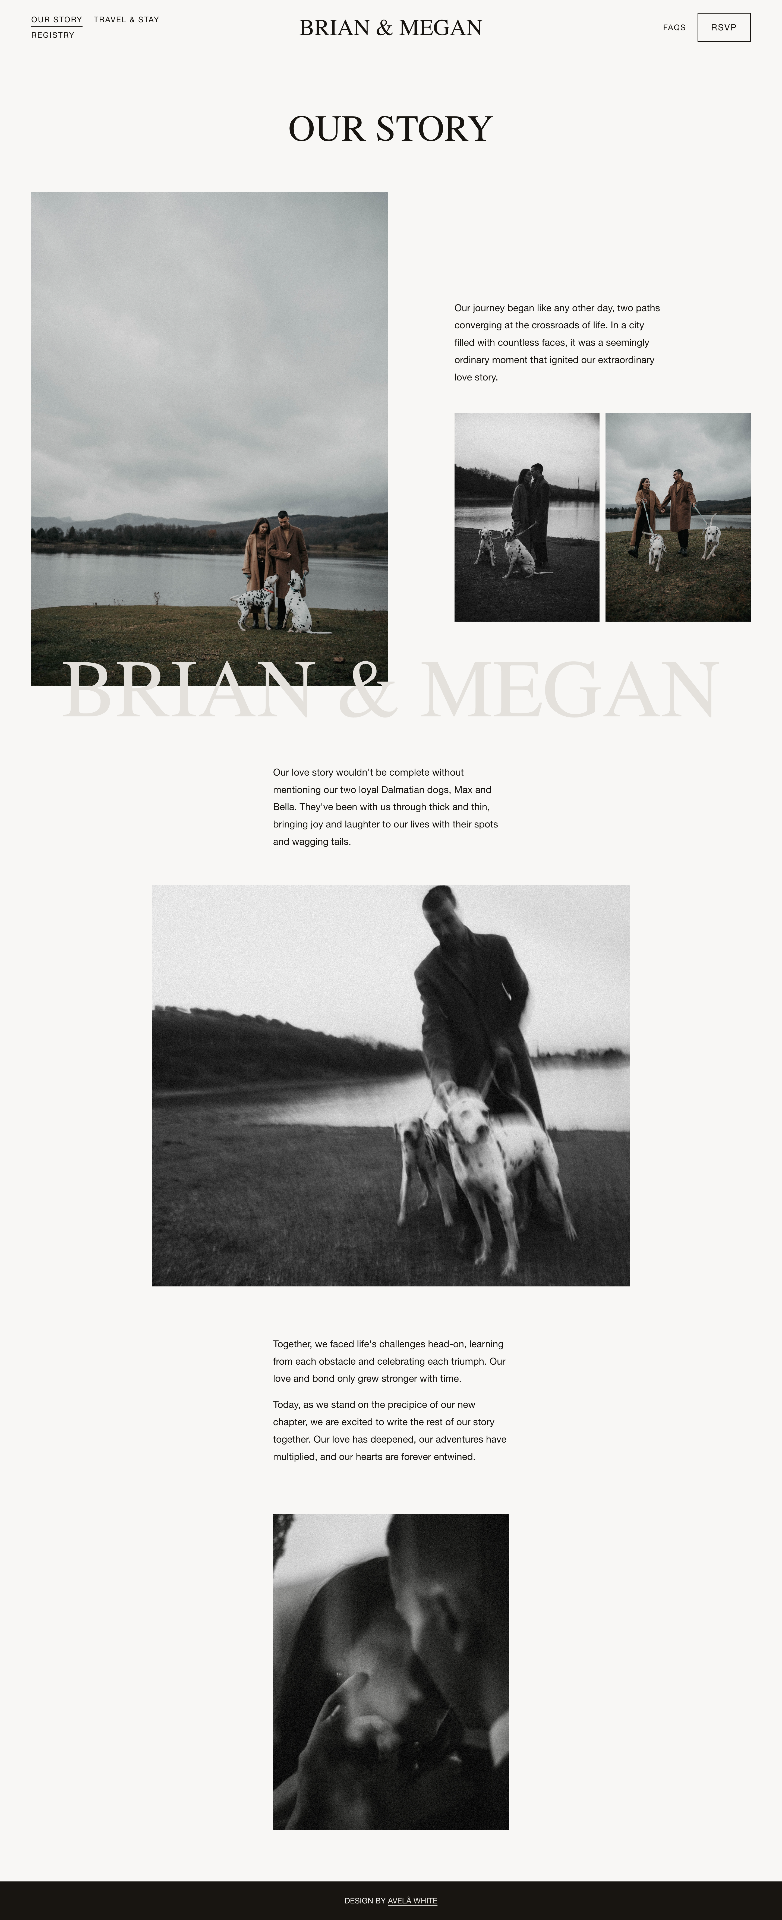 OUR STORY TRAVEL & STAY
REGISTRY
BRIAN & MEGAN
FAQS RSVP
OUR STORY
Our journey began like any other day, two paths
converging at the crossroads of life. In a city
filled with countless faces, it was a seemingly
ordinary moment that ignited our extraordinary
love story.
BRIAN & MEGAN
Our love story wouldn't be complete without
mentioning our two loyal Dalmatian dogs, Max and
Bella. They've been with us through thick and thin,
bringing joy and laughter to our lives with their spots
and wagging tails.
Together, we faced life's challenges head-on, learning
from each obstacle and celebrating each triumph. Our
love and bond only grew stronger with time.
Today, as we stand on the precipice of our new
chapter, we are excited to write the rest of our story
together. Our love has deepened, our adventures have
multiplied, and our hearts are forever entwined.
DESIGN BY AVELÀ WHITE